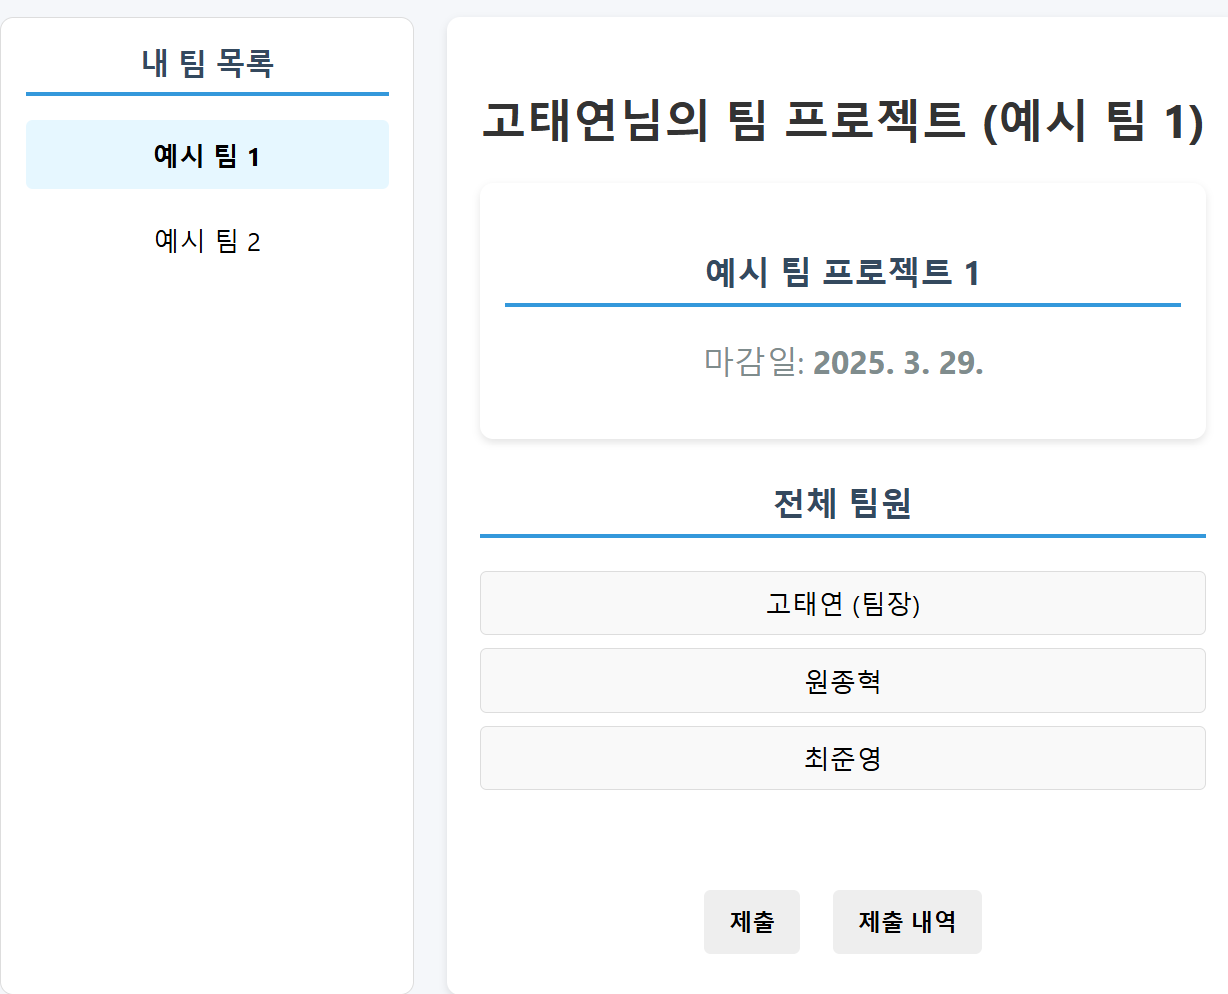 내 팀 목록
예시 팀 1
예시 팀 2
고태연님의 팀 프로젝트 (예시 팀 1)
예시 팀 프로젝트 1
마감일: 2025. 3. 29.
전체 팀원
고태연 (팀장)
원종혁
최준영
제출
제출 내역